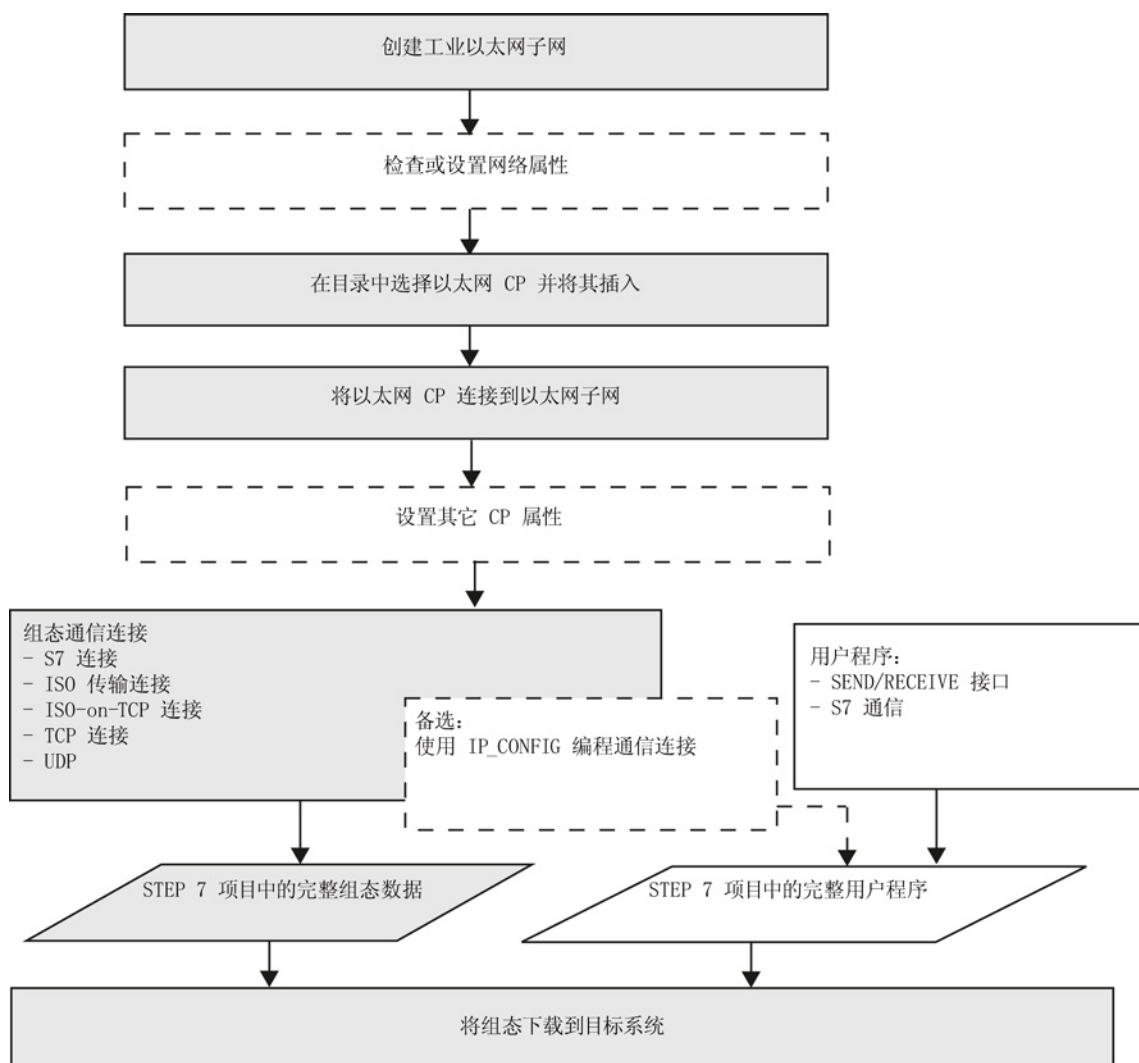 创建工业以太网子网
检查或设置网络属性
在目录中选择以太网 CP 并将其插入
将以太网 CP 连接到以太网子网
设置其它 CP 属性
组态通信连接
- S7 连接
- ISO 传输连接
- ISO-on-TCP 连接
- TCP 连接
- UDP
备选：
使用 IP_CONFIG 编程通信连接
用户程序：
- SEND/RECEIVE 接口
- S7 通信
STEP 7 项目中的完整组态数据
STEP 7 项目中的完整用户程序
将组态下载到目标系统